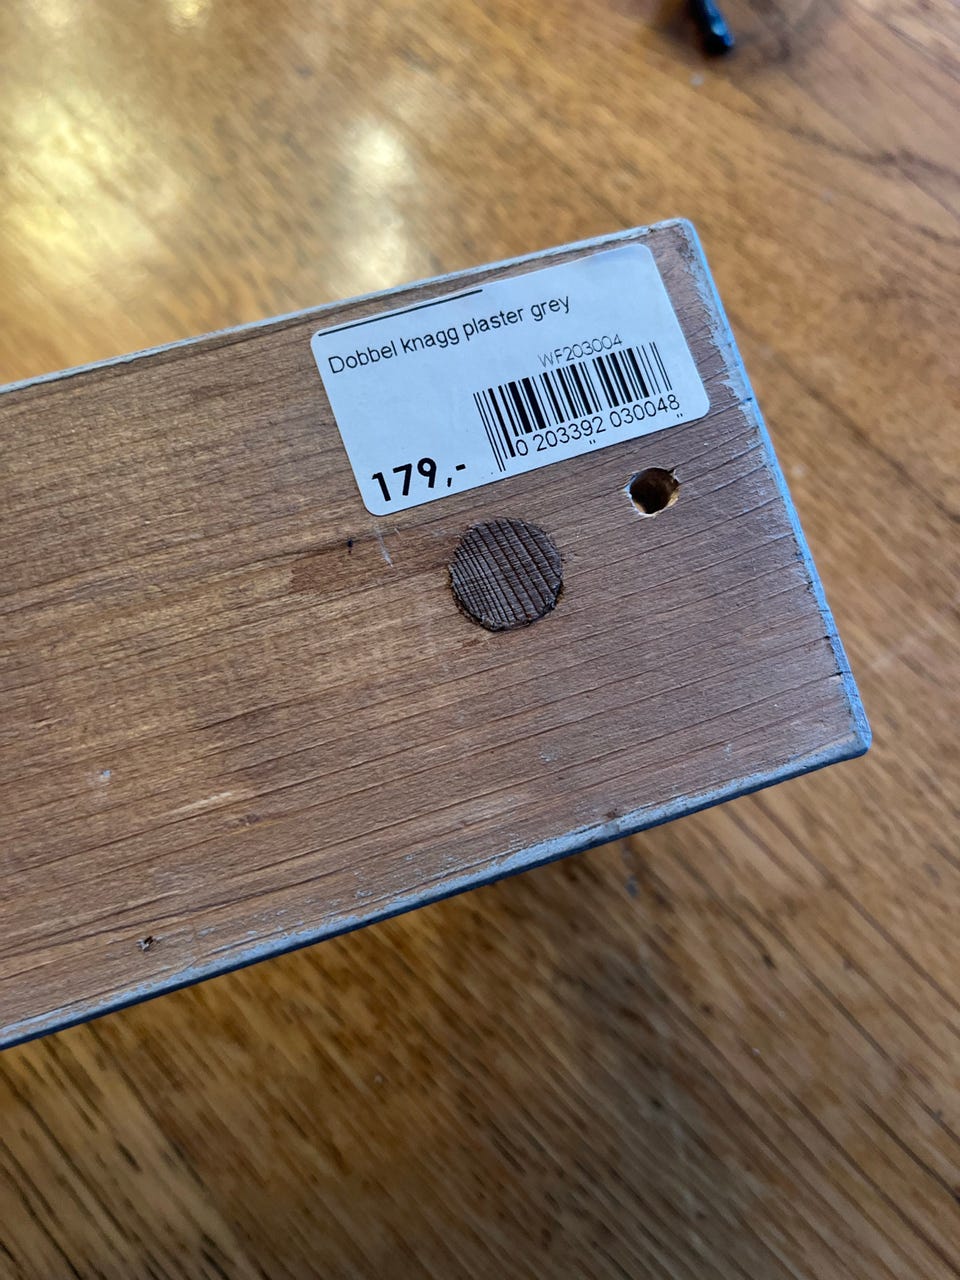 Dobbel knagg plaster grey
WF203004
0 203392 030048
179,-